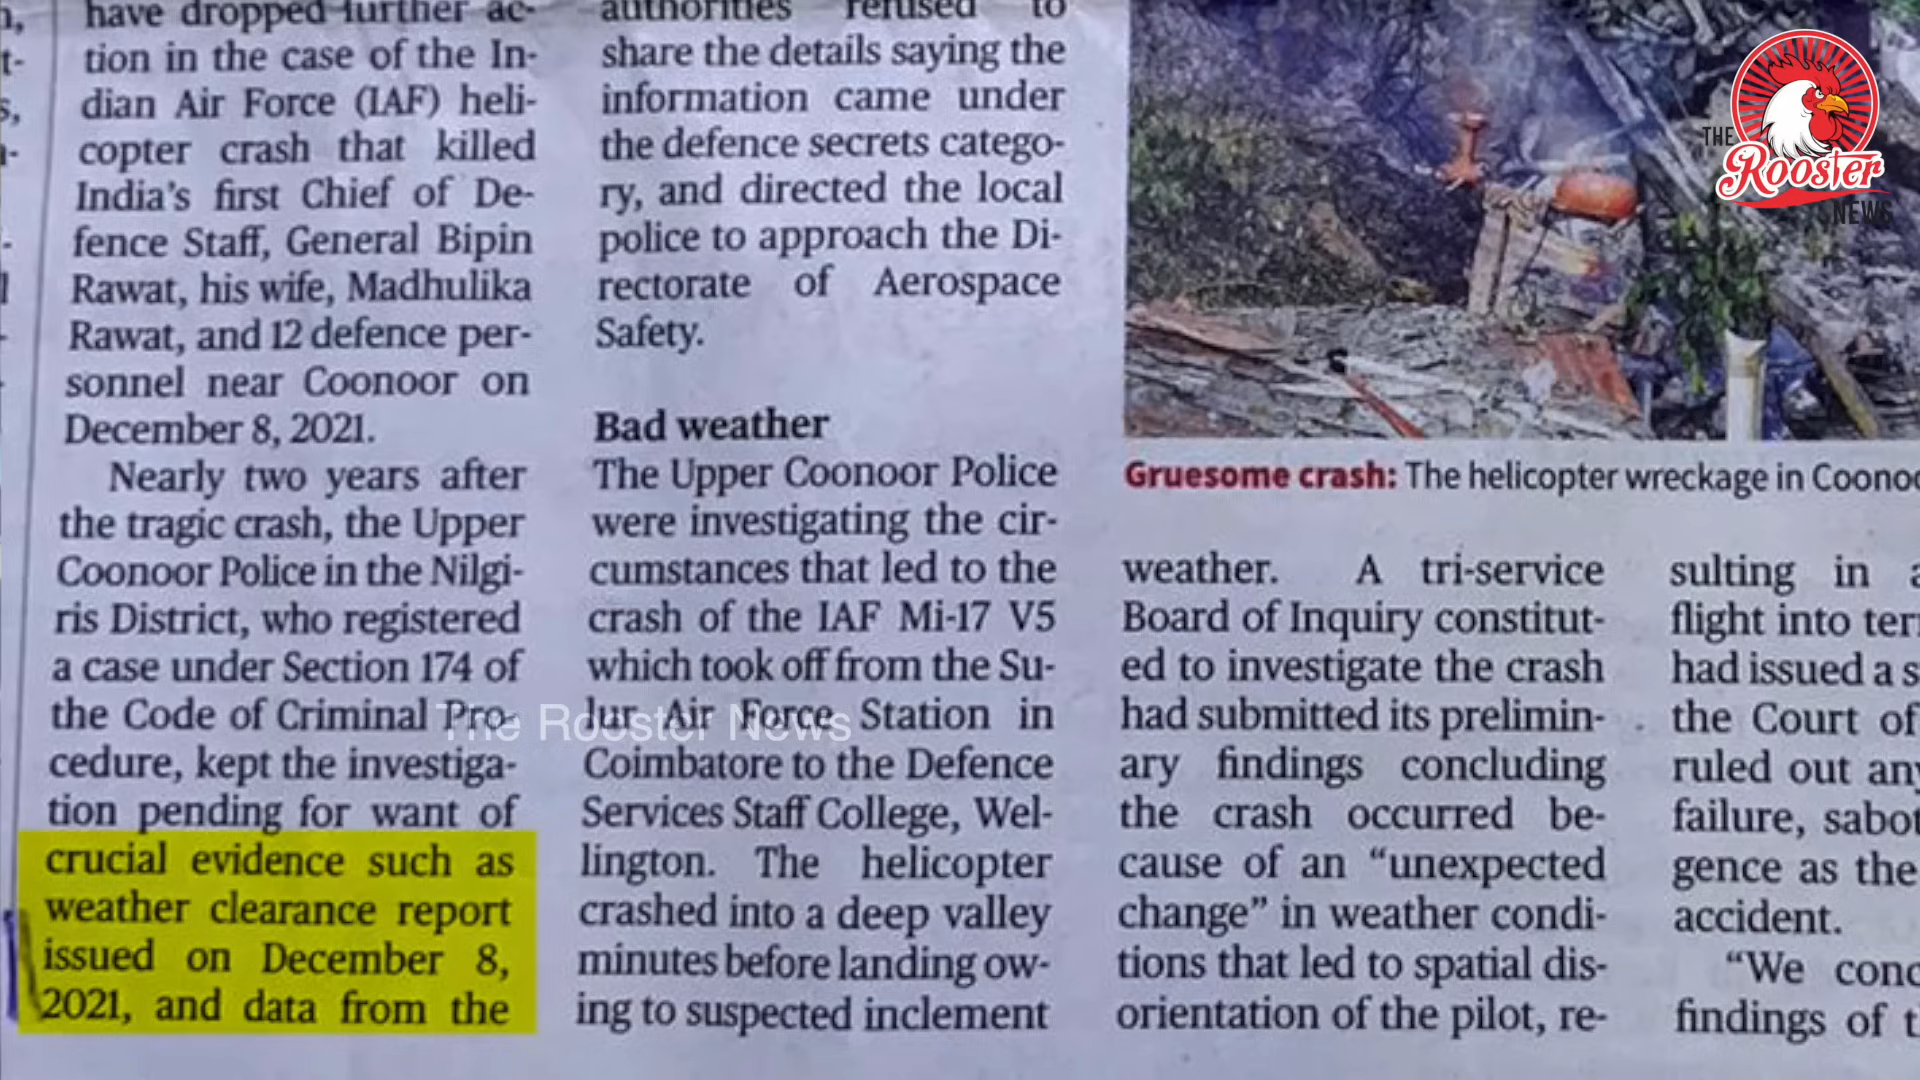 have dropped further ac-
tion in the case of the In-
dian Air Force (IAF) heli-
copter crash that killed
India's first Chief of De-
fence Staff, General Bipin
Rawat, his wife, Madhulika
Rawat, and 12 defence per-
sonnel near Coonoor on
December 8, 2021.
Nearly two years after
the tragic crash, the Upper
Coonoor Police in the Nilgi-
ris District, who registered
a case under Section 174 of
the Code of Criminal Pro-
cedure, kept the investiga-
tion pending for want of
crucial evidence such as
weather clearance report
issued on December 8,
2021, and data from the
authorities refused to
share the details saying the
information came under
the defence secrets catego-
ry, and directed the local
police to approach the Di-
rectorate of Aerospace
Safety.
Bad weather
The Upper Coonoor Police
were investigating the cir-
cumstances that led to the
crash of the IAF Mi-17 V5
which took off from the Su-
lur Air Force Station in
Coimbatore to the Defence
Services Staff College, Wel-
lington. The helicopter
crashed into a deep valley
minutes before landing ow-
ing to suspected inclement
Gruesome crash: The helicopter wreckage in
weather. A tri-service
Board of Inquiry constitut-
ed to investigate the crash
had submitted its prelimin-
ary findings concluding
the crash occurred be-
cause of an "unexpected
change" in weather condi-
tions that led to spatial dis-
orientation of the pilot, re-
sulting in
flight into
had issued a
the Court of
ruled out
failure,
gence as the
accident.
"We
findings of
THE
Rooster
NEWS
The Rooster News